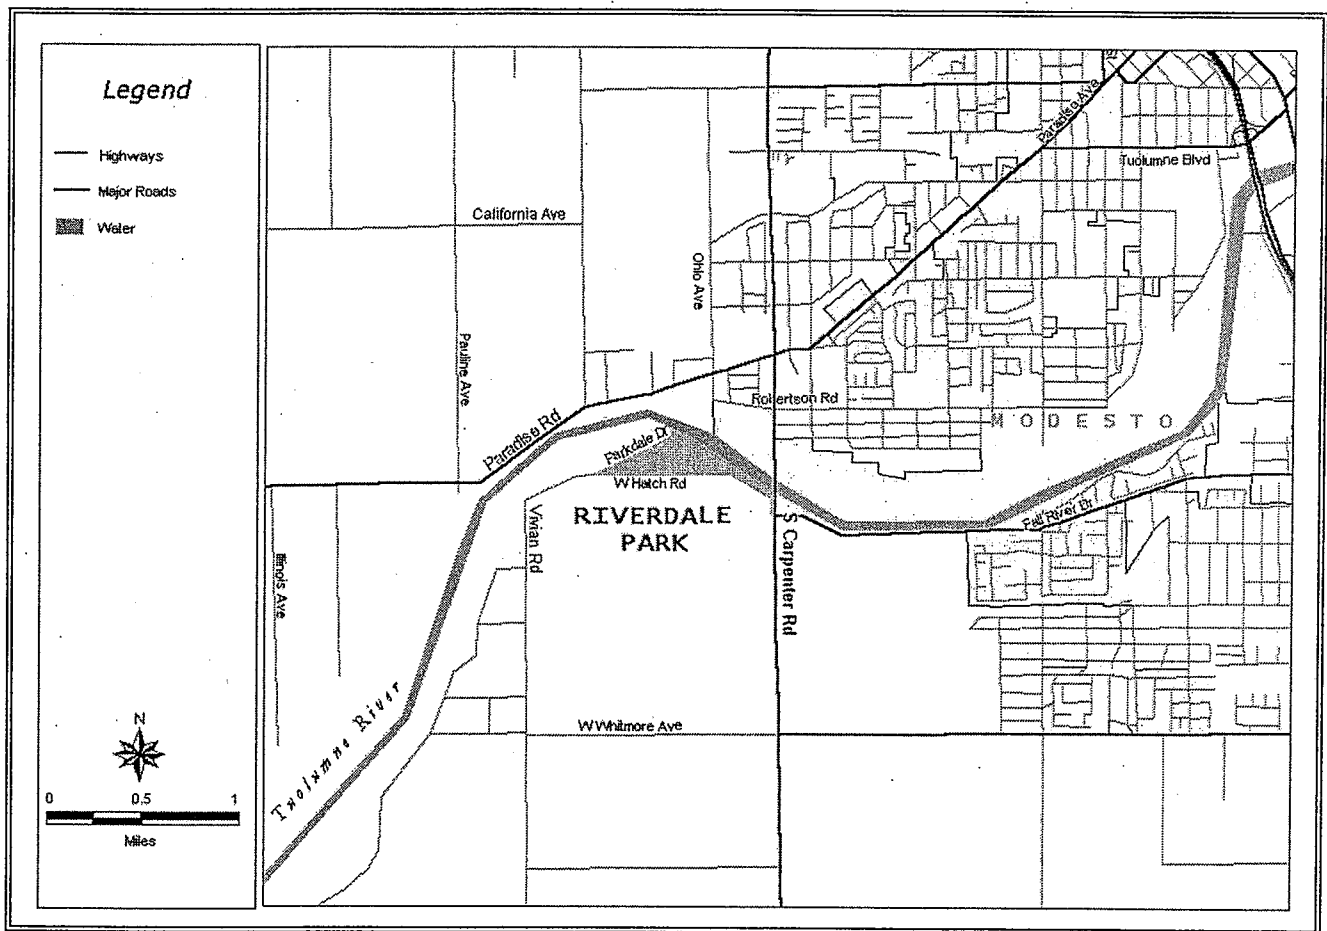 Legend
Highways
Major Roads
Water
N
0 0.5 1
Miles
Paradise Ave
Tuolumne Blvd
California Ave
Ohio Ave
Pauline Ave
Robertson Rd
MODESTO
Paradise Rd
Parkdale Dr
W Hatch Rd
RIVERDALE
PARK
Vivian Rd
S Carpenter Rd
Fall River Dr
Illinois Ave
Tuolumne River
W Whitmore Ave